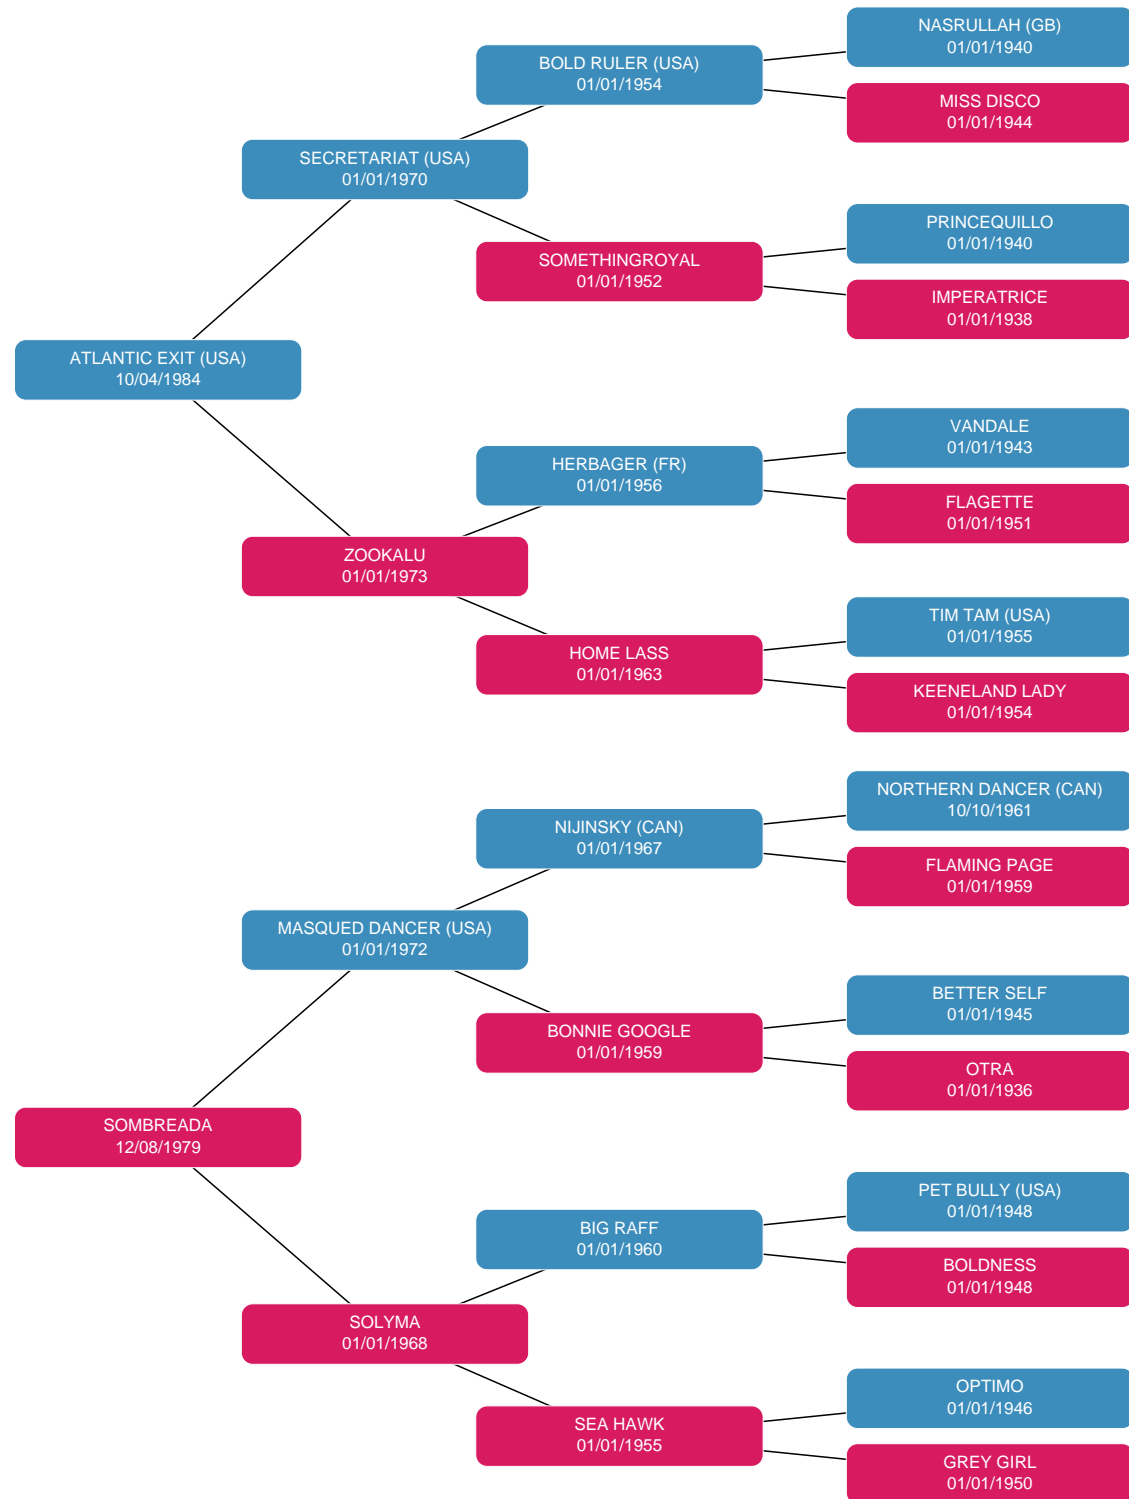 NASRULLAH (GB)
01/01/1940
BOLD RULER (USA)
01/01/1954
MISS DISCO
01/01/1944
SECRETARIAT (USA)
01/01/1970
PRINCEQUILLO
01/01/1940
SOMETHINGROYAL
01/01/1952
IMPERATRICE
01/01/1938
ATLANTIC EXIT (USA)
10/04/1984
VANDALE
01/01/1943
HERBAGER (FR)
01/01/1956
FLAGETTE
01/01/1951
ZOOKALU
01/01/1973
TIM TAM (USA)
01/01/1955
HOME LASS
01/01/1963
KEENELAND LADY
01/01/1954
NORTHERN DANCER (CAN)
10/10/1961
NIJINSKY (CAN)
01/01/1967
FLAMING PAGE
01/01/1959
MASQUED DANCER (USA)
01/01/1972
BETTER SELF
01/01/1945
BONNIE GOOGLE
01/01/1959
OTRA
01/01/1936
SOMBREADA
12/08/1979
PET BULLY (USA)
01/01/1948
BIG RAFF
01/01/1960
BOLDNESS
01/01/1948
SOLYMA
01/01/1968
OPTIMO
01/01/1946
SEA HAWK
01/01/1955
GREY GIRL
01/01/1950